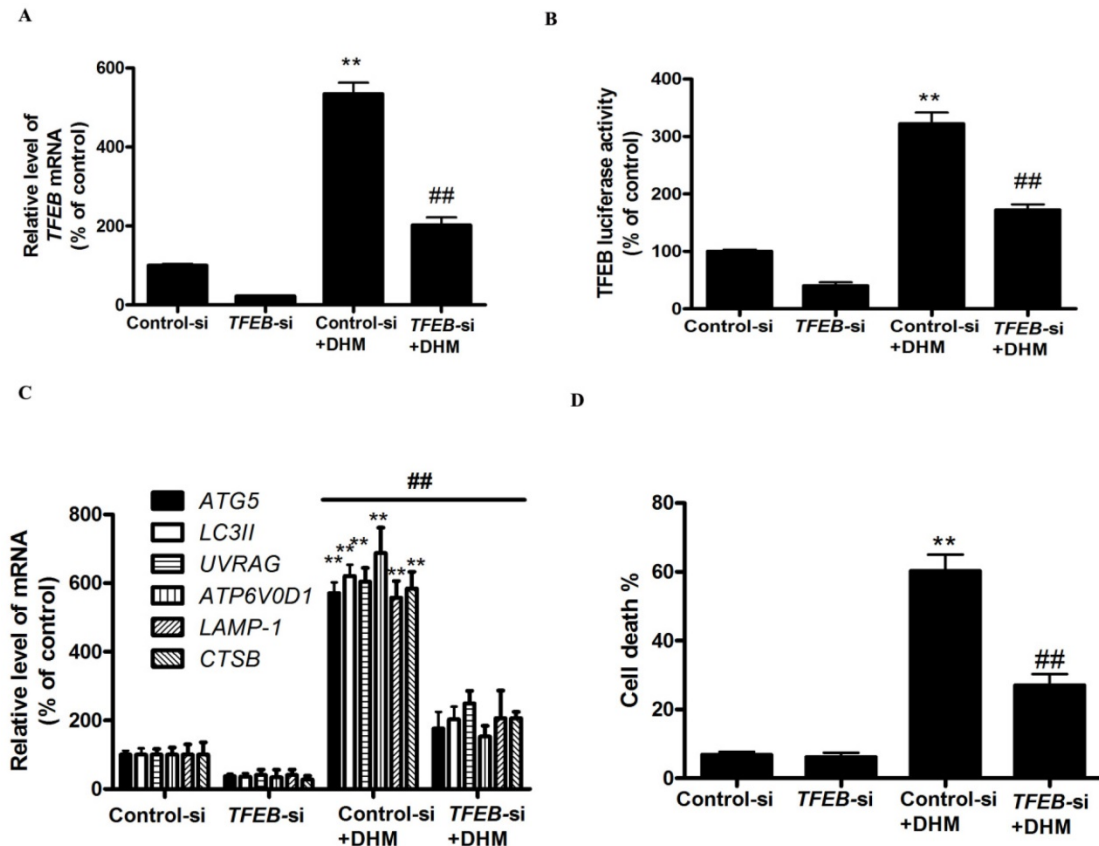 A
Relative level of
TFEB mRNA
(% of control)
600
400
200
0
**
##
Control-si
TFEB-si
Control-si
+DHM
TFEB-si
+DHM
B
TFEB luciferase activity
(% of control)
400
300
200
100
0
**
##
Control-si
TFEB-si
Control-si
+DHM
TFEB-si
+DHM
C
Relative level of mRNA
(% of control)
800
600
400
200
0
ATG5
LC3II
UVRAG
ATP6V0D1
LAMP-1
CTSB
##
**
**
**
**
**
**
Control-si
TFEB-si
Control-si
+DHM
TFEB-si
+DHM
D
Cell death %
80
60
40
20
0
**
##
Control-si
TFEB-si
Control-si
+DHM
TFEB-si
+DHM